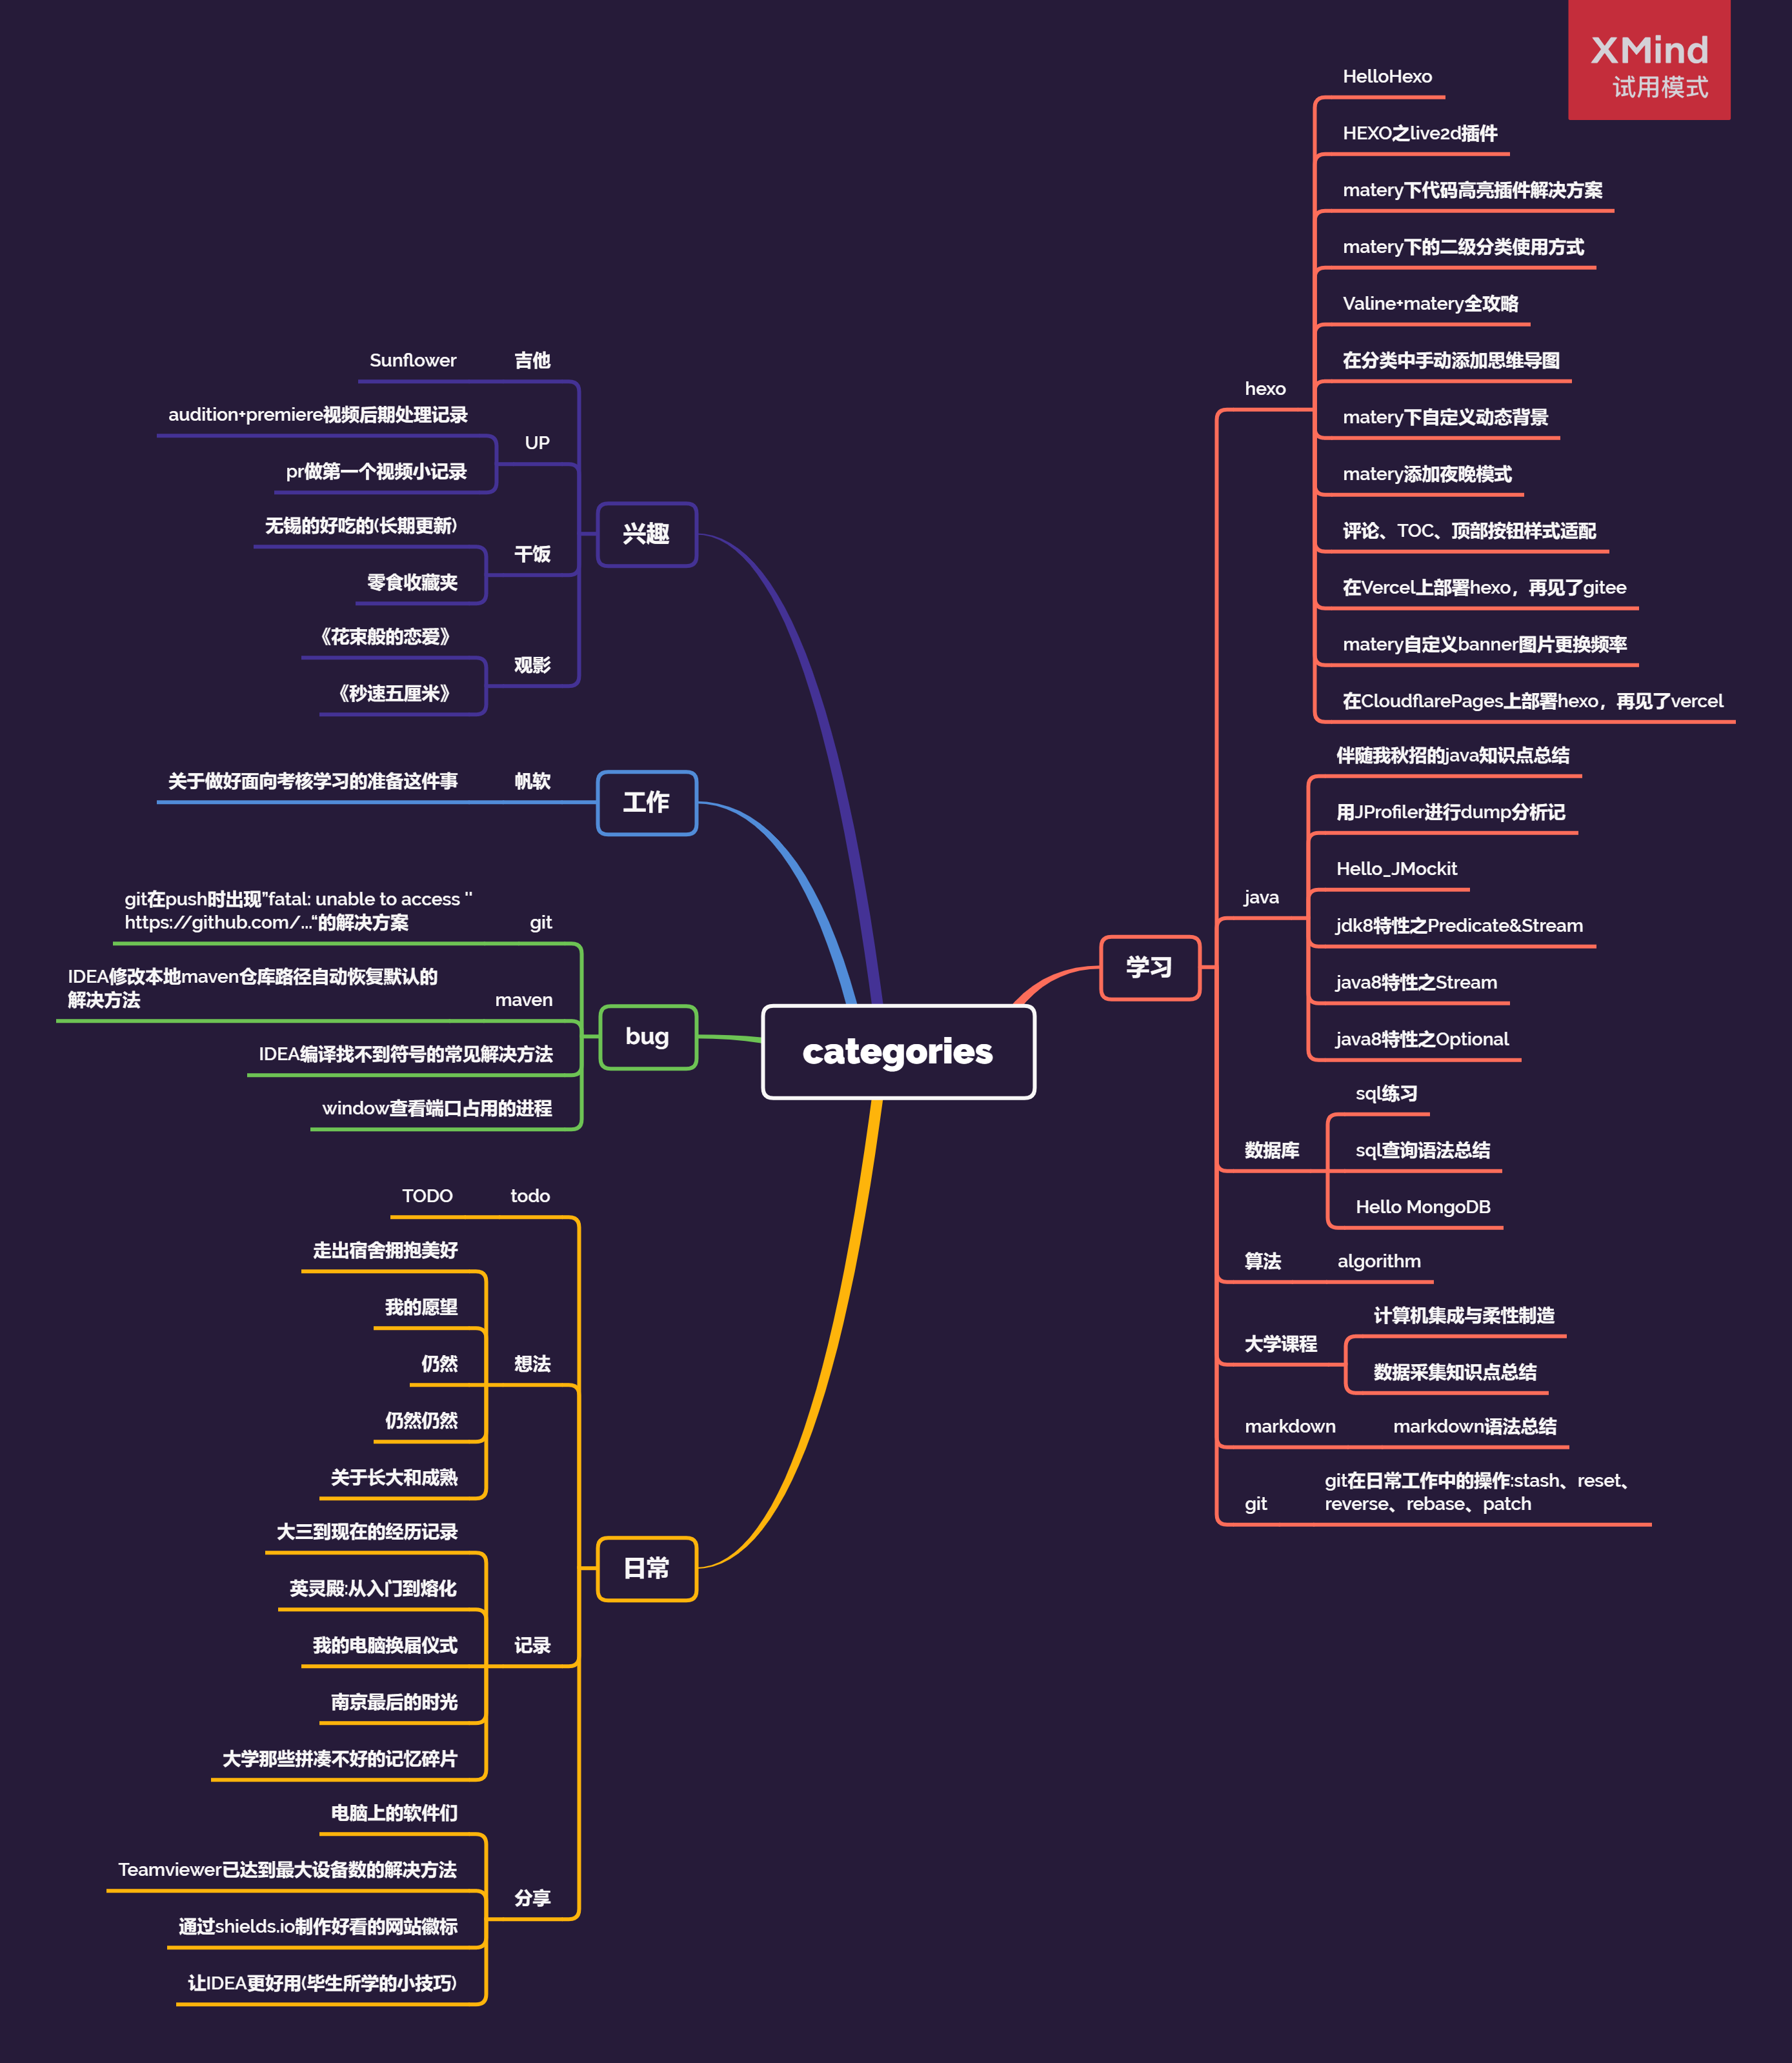 XMind
试用模式
categories
学习
hexo
HelloHexo
HEXO之live2d插件
matery下代码高亮插件解决方案
matery下的二级分类使用方式
Valine+matery全攻略
在分类中手动添加思维导图
matery下自定义动态背景
matery添加夜晚模式
评论、TOC、顶部按钮样式适配
在Vercel上部署hexo，再见了gitee
matery自定义banner图片更换频率
在CloudflarePages上部署hexo，再见了vercel
java
伴随我秋招的java知识点总结
用JProfiler进行dump分析记
Hello_JMockit
jdk8特性之Predicate&Stream
java8特性之Stream
java8特性之Optional
数据库
sql练习
sql查询语法总结
Hello MongoDB
算法
algorithm
大学课程
计算机集成与柔性制造
数据采集知识点总结
markdown
markdown语法总结
git
git在日常工作中的操作:stash、reset、
reverse、rebase、patch
兴趣
吉他
Sunflower
UP
audition+premiere视频后期处理记录
pr做第一个视频小记录
干饭
无锡的好吃的(长期更新)
零食收藏夹
观影
《花束般的恋爱》
《秒速五厘米》
工作
帆软
关于做好面向考核学习的准备这件事
bug
git
git在push时出现”fatal: unable to access ''
https://github.com/...“的解决方案
maven
IDEA修改本地maven仓库路径自动恢复默认的
解决方法
IDEA编译找不到符号的常见解决方法
window查看端口占用的进程
日常
todo
TODO
想法
走出宿舍拥抱美好
我的愿望
仍然
仍然仍然
关于长大和成熟
记录
大三到现在的经历记录
英灵殿:从入门到熔化
我的电脑换届仪式
南京最后的时光
大学那些拼凑不好的记忆碎片
分享
电脑上的软件们
Teamviewer已达到最大设备数的解决方法
通过shields.io制作好看的网站徽标
让IDEA更好用(毕生所学的小技巧)